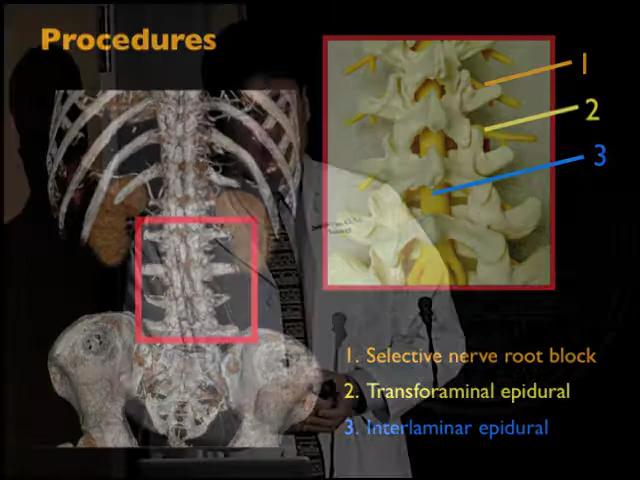 Procedures
1
2
3
1. Selective nerve root block
2. Transforaminal epidural
3. Interlaminar epidural